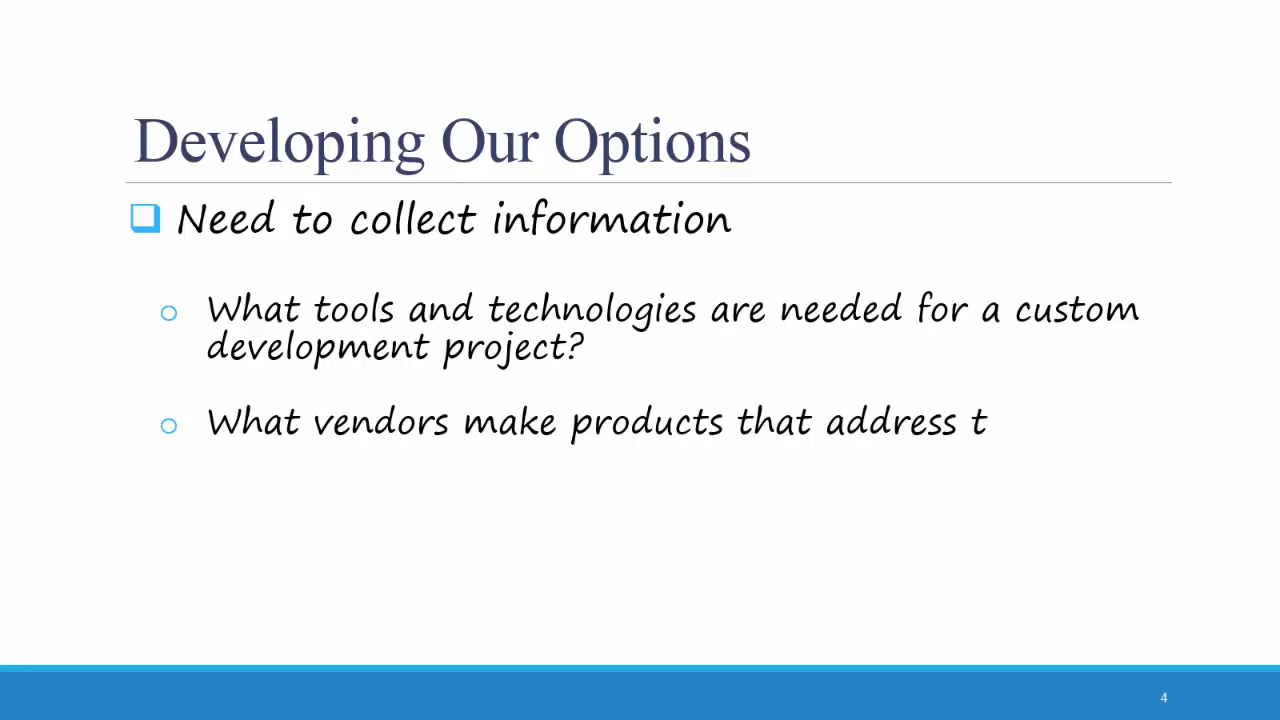 Developing Our Options
Need to collect information
What tools and technologies are needed for a custom
development project?
What vendors make products that address t
4